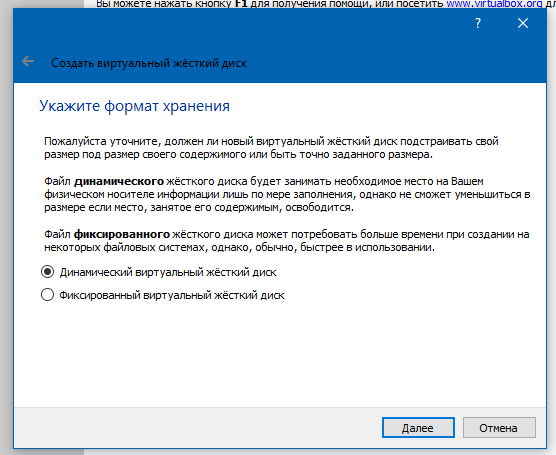 Вы можете нажать кнопку F1 для получения помощи, или посетить www.virtualbox.org дл
?
Создать виртуальный жёсткий диск
Укажите формат хранения
Пожалуйста уточните, должен ли новый виртуальный жёсткий диск подстраивать свой
размер под размер своего содержимого или быть точно заданного размера.
Файл динамического жёсткого диска будет занимать необходимое место на Вашем
физическом носителе информации лишь по мере заполнения, однако не сможет уменьшиться в
размере если место, занятое его содержимым, освободится.
Файл фиксированного жёсткого диска может потребовать больше времени при создании на
некоторых файловых системах, однако, обычно, быстрее в использовании.
Динамический виртуальный жёсткий диск
Фиксированный виртуальный жёсткий диск
Далее
Отмена